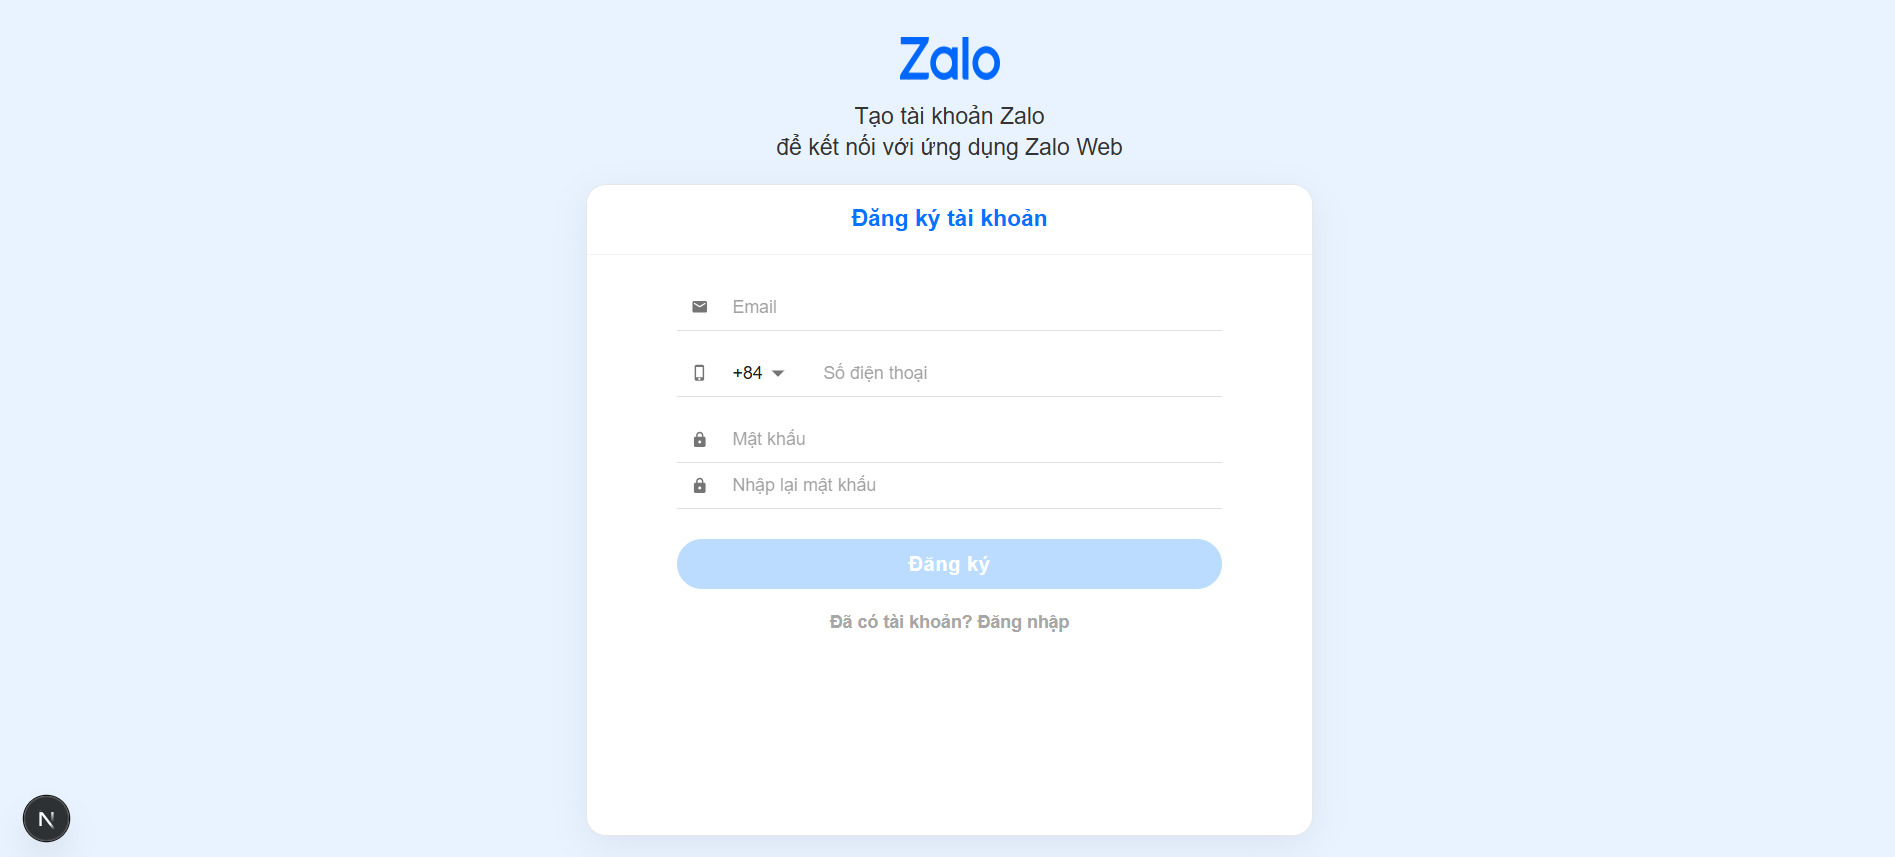 Zalo
Tạo tài khoản Zalo
để kết nối với ứng dụng Zalo Web
Đăng ký tài khoản
Email
+84 Số điện thoại
Mật khẩu
Nhập lại mật khẩu
Đăng ký
Đã có tài khoản? Đăng nhập
N